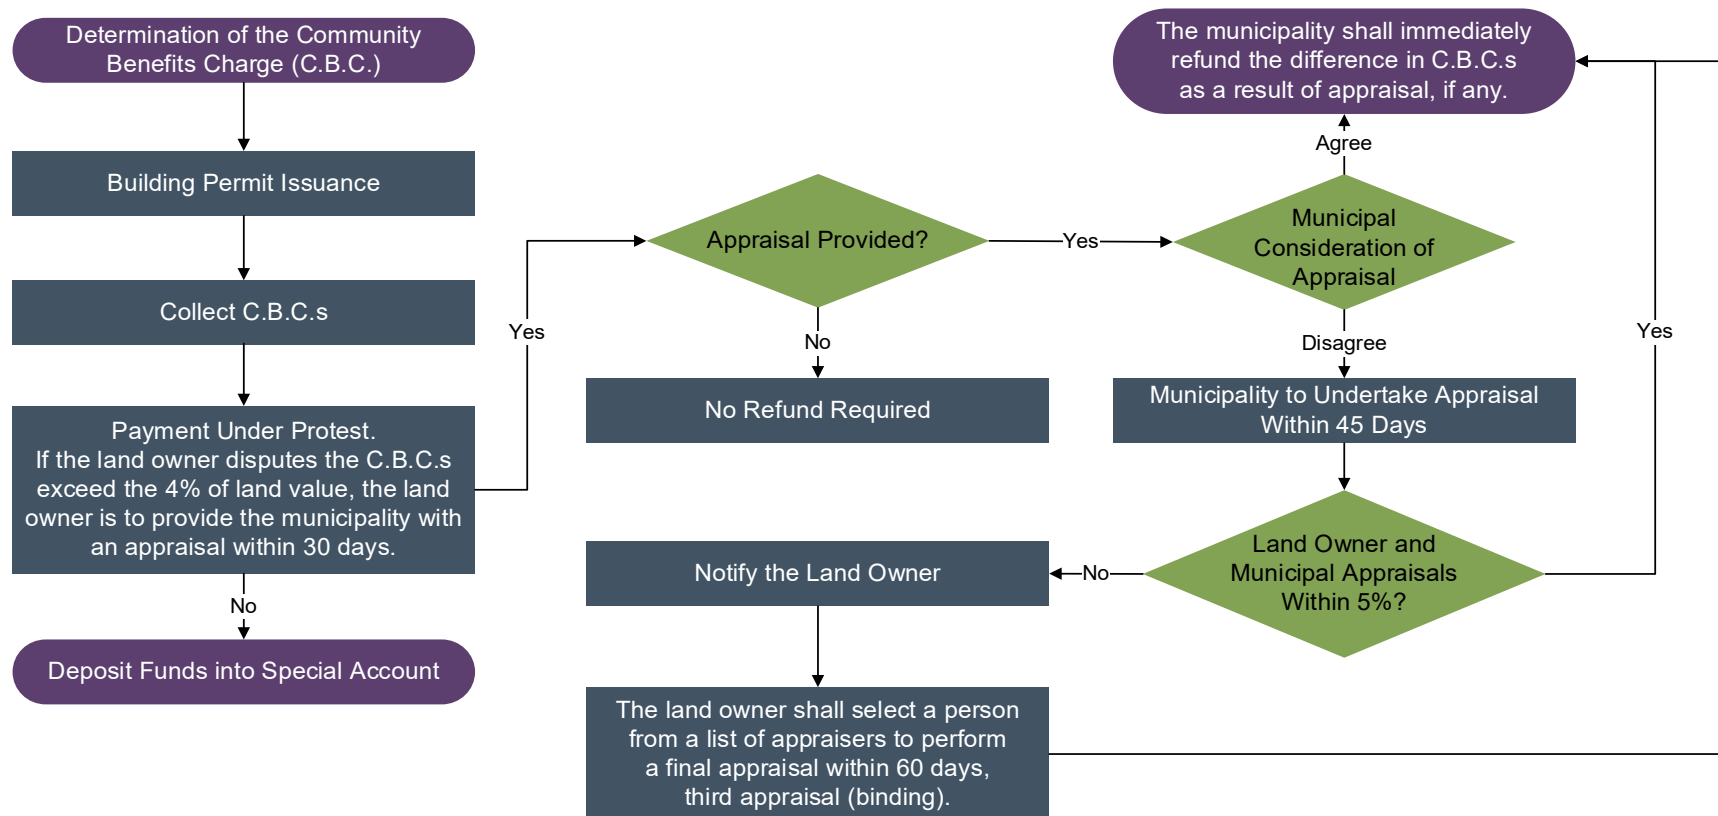 Determination of the Community
Benefits Charge (C.B.C.)
Building Permit Issuance
Collect C.B.C.s
Payment Under Protest.
If the land owner disputes the C.B.C.s
exceed the 4% of land value, the land
owner is to provide the municipality with
an appraisal within 30 days.
No
Deposit Funds into Special Account
Yes
Appraisal Provided?
No
No Refund Required
Yes
Municipal
Consideration of
Appraisal
Agree
The municipality shall immediately
refund the difference in C.B.C.s
as a result of appraisal, if any.
Disagree
Municipality to Undertake Appraisal
Within 45 Days
Land Owner and
Municipal Appraisals
Within 5%?
Yes
No
Notify the Land Owner
The land owner shall select a person
from a list of appraisers to perform
a final appraisal within 60 days,
third appraisal (binding).